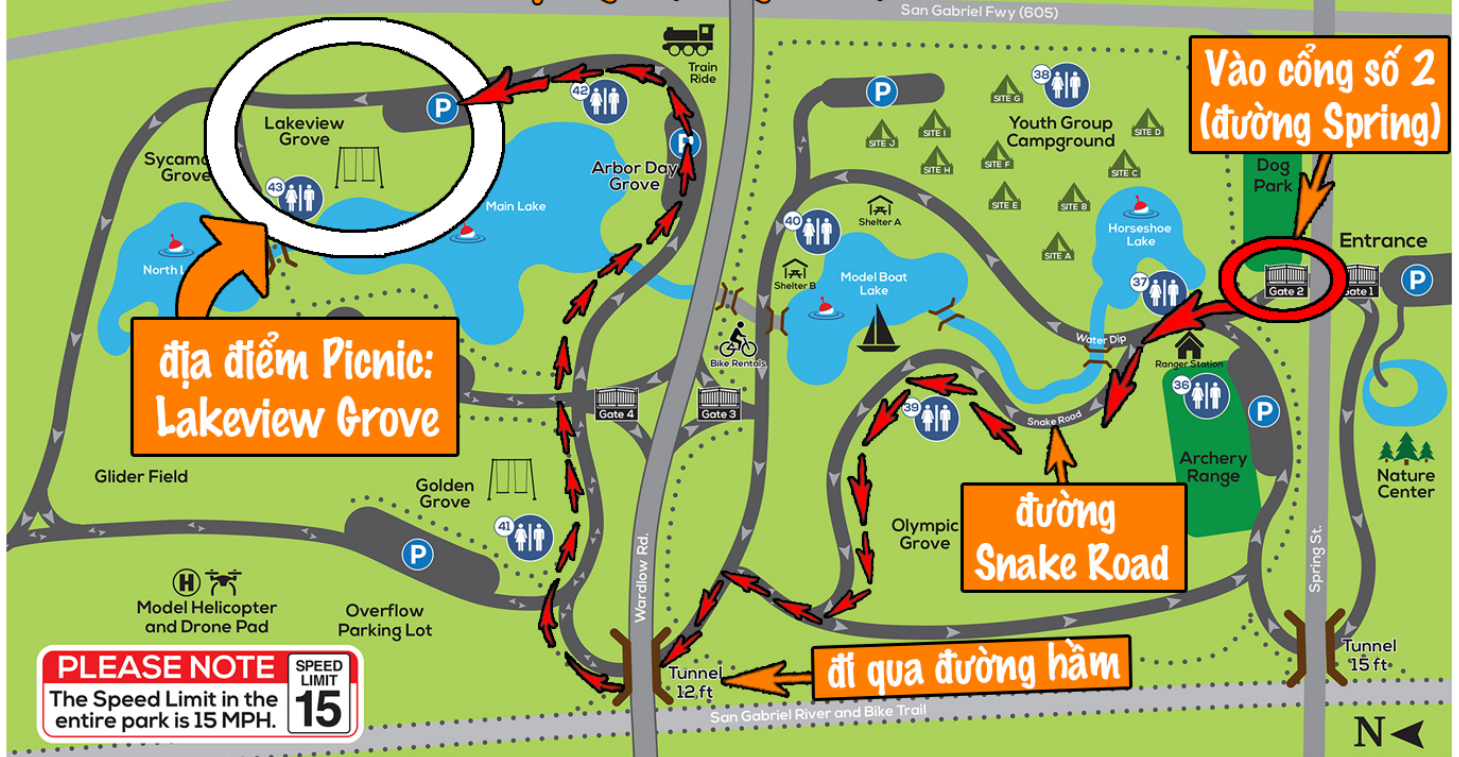 San Gabriel Fwy (605)
Train
Ride
Vào cổng số 2
(đường Spring)
P
P
P
42
38
SITE G
SITE I
SITE J
SITE D
SITE F
SITE H
SITE C
SITE E
SITE B
SITE A
Youth Group
Campground
Lakeview
Grove
Grove
43
Arbor Day
Grove
Dog
Park
Main Lake
40
Shelter A
Shelter B
Horseshoe
Lake
Entrance
37
Gate 2
Gate 1
P
Model Boat
Lake
Water Dip
Bike Rentals
Ranger Station
36
P
địa điểm Picnic:
Lakeview Grove
Gate 4
Gate 3
39
Snake Road
Archery
Range
Nature
Center
Glider Field
Golden
Grove
41
P
Olympic
Grove
đường
Snake Road
Wardlow Rd.
Spring St.
H
Model Helicopter
and Drone Pad
Overflow
Parking Lot
PLEASE NOTE
The Speed Limit in the
entire park is 15 MPH.
SPEED
LIMIT
15
Tunnel
12 ft
đi qua đường hầm
Tunnel
15 ft
San Gabriel River and Bike Trail
N